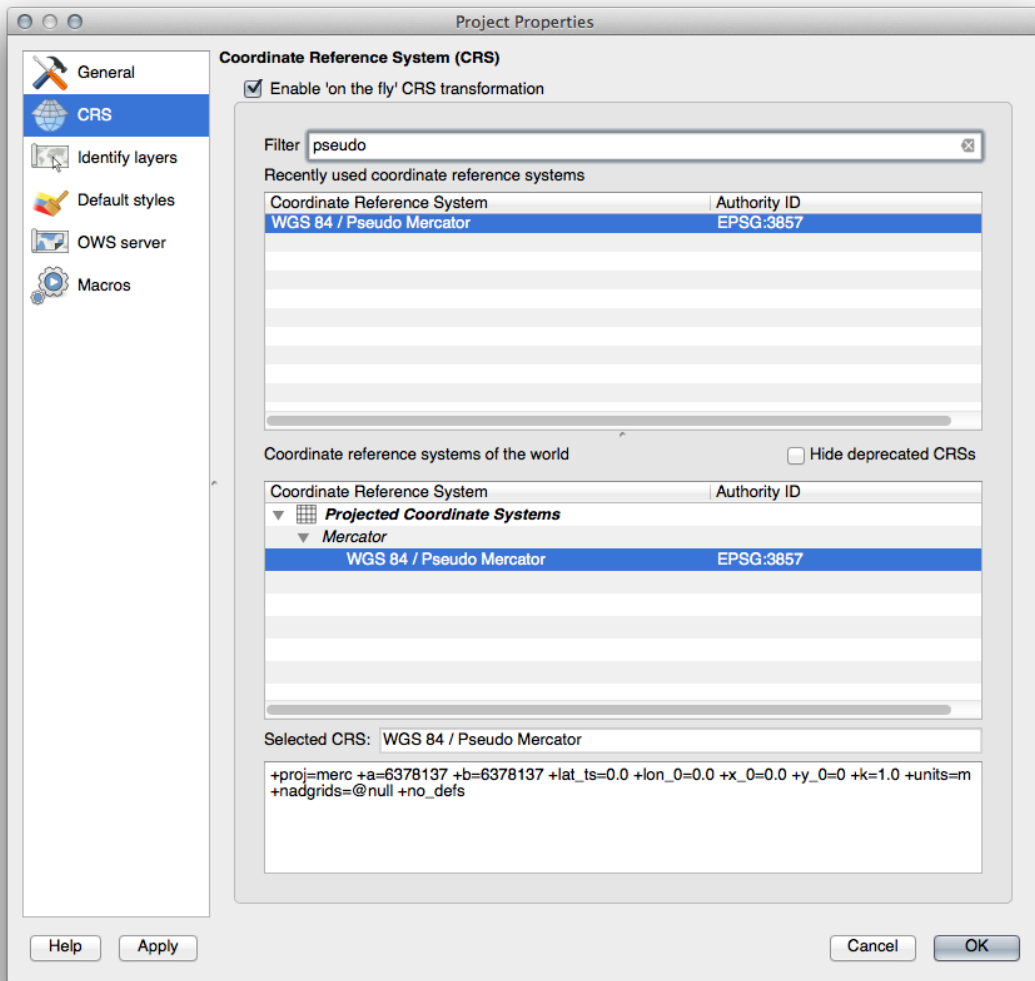 Project Properties
General
CRS
Identify layers
Default styles
OWS server
Macros
Coordinate Reference System (CRS)
Enable 'on the fly' CRS transformation
Filter pseudo
Recently used coordinate reference systems
Coordinate Reference System Authority ID
WGS 84 / Pseudo Mercator EPSG:3857
Coordinate reference systems of the world Hide deprecated CRSs
Coordinate Reference System Authority ID
Projected Coordinate Systems
Mercator
WGS 84 / Pseudo Mercator EPSG:3857
Selected CRS: WGS 84 / Pseudo Mercator
+proj=merc +a=6378137 +b=6378137 +lat_ts=0.0 +lon_0=0.0 +x_0=0.0 +y_0=0 +k=1.0 +units=m
+nadgrids=@null +no_defs
Help Apply Cancel OK